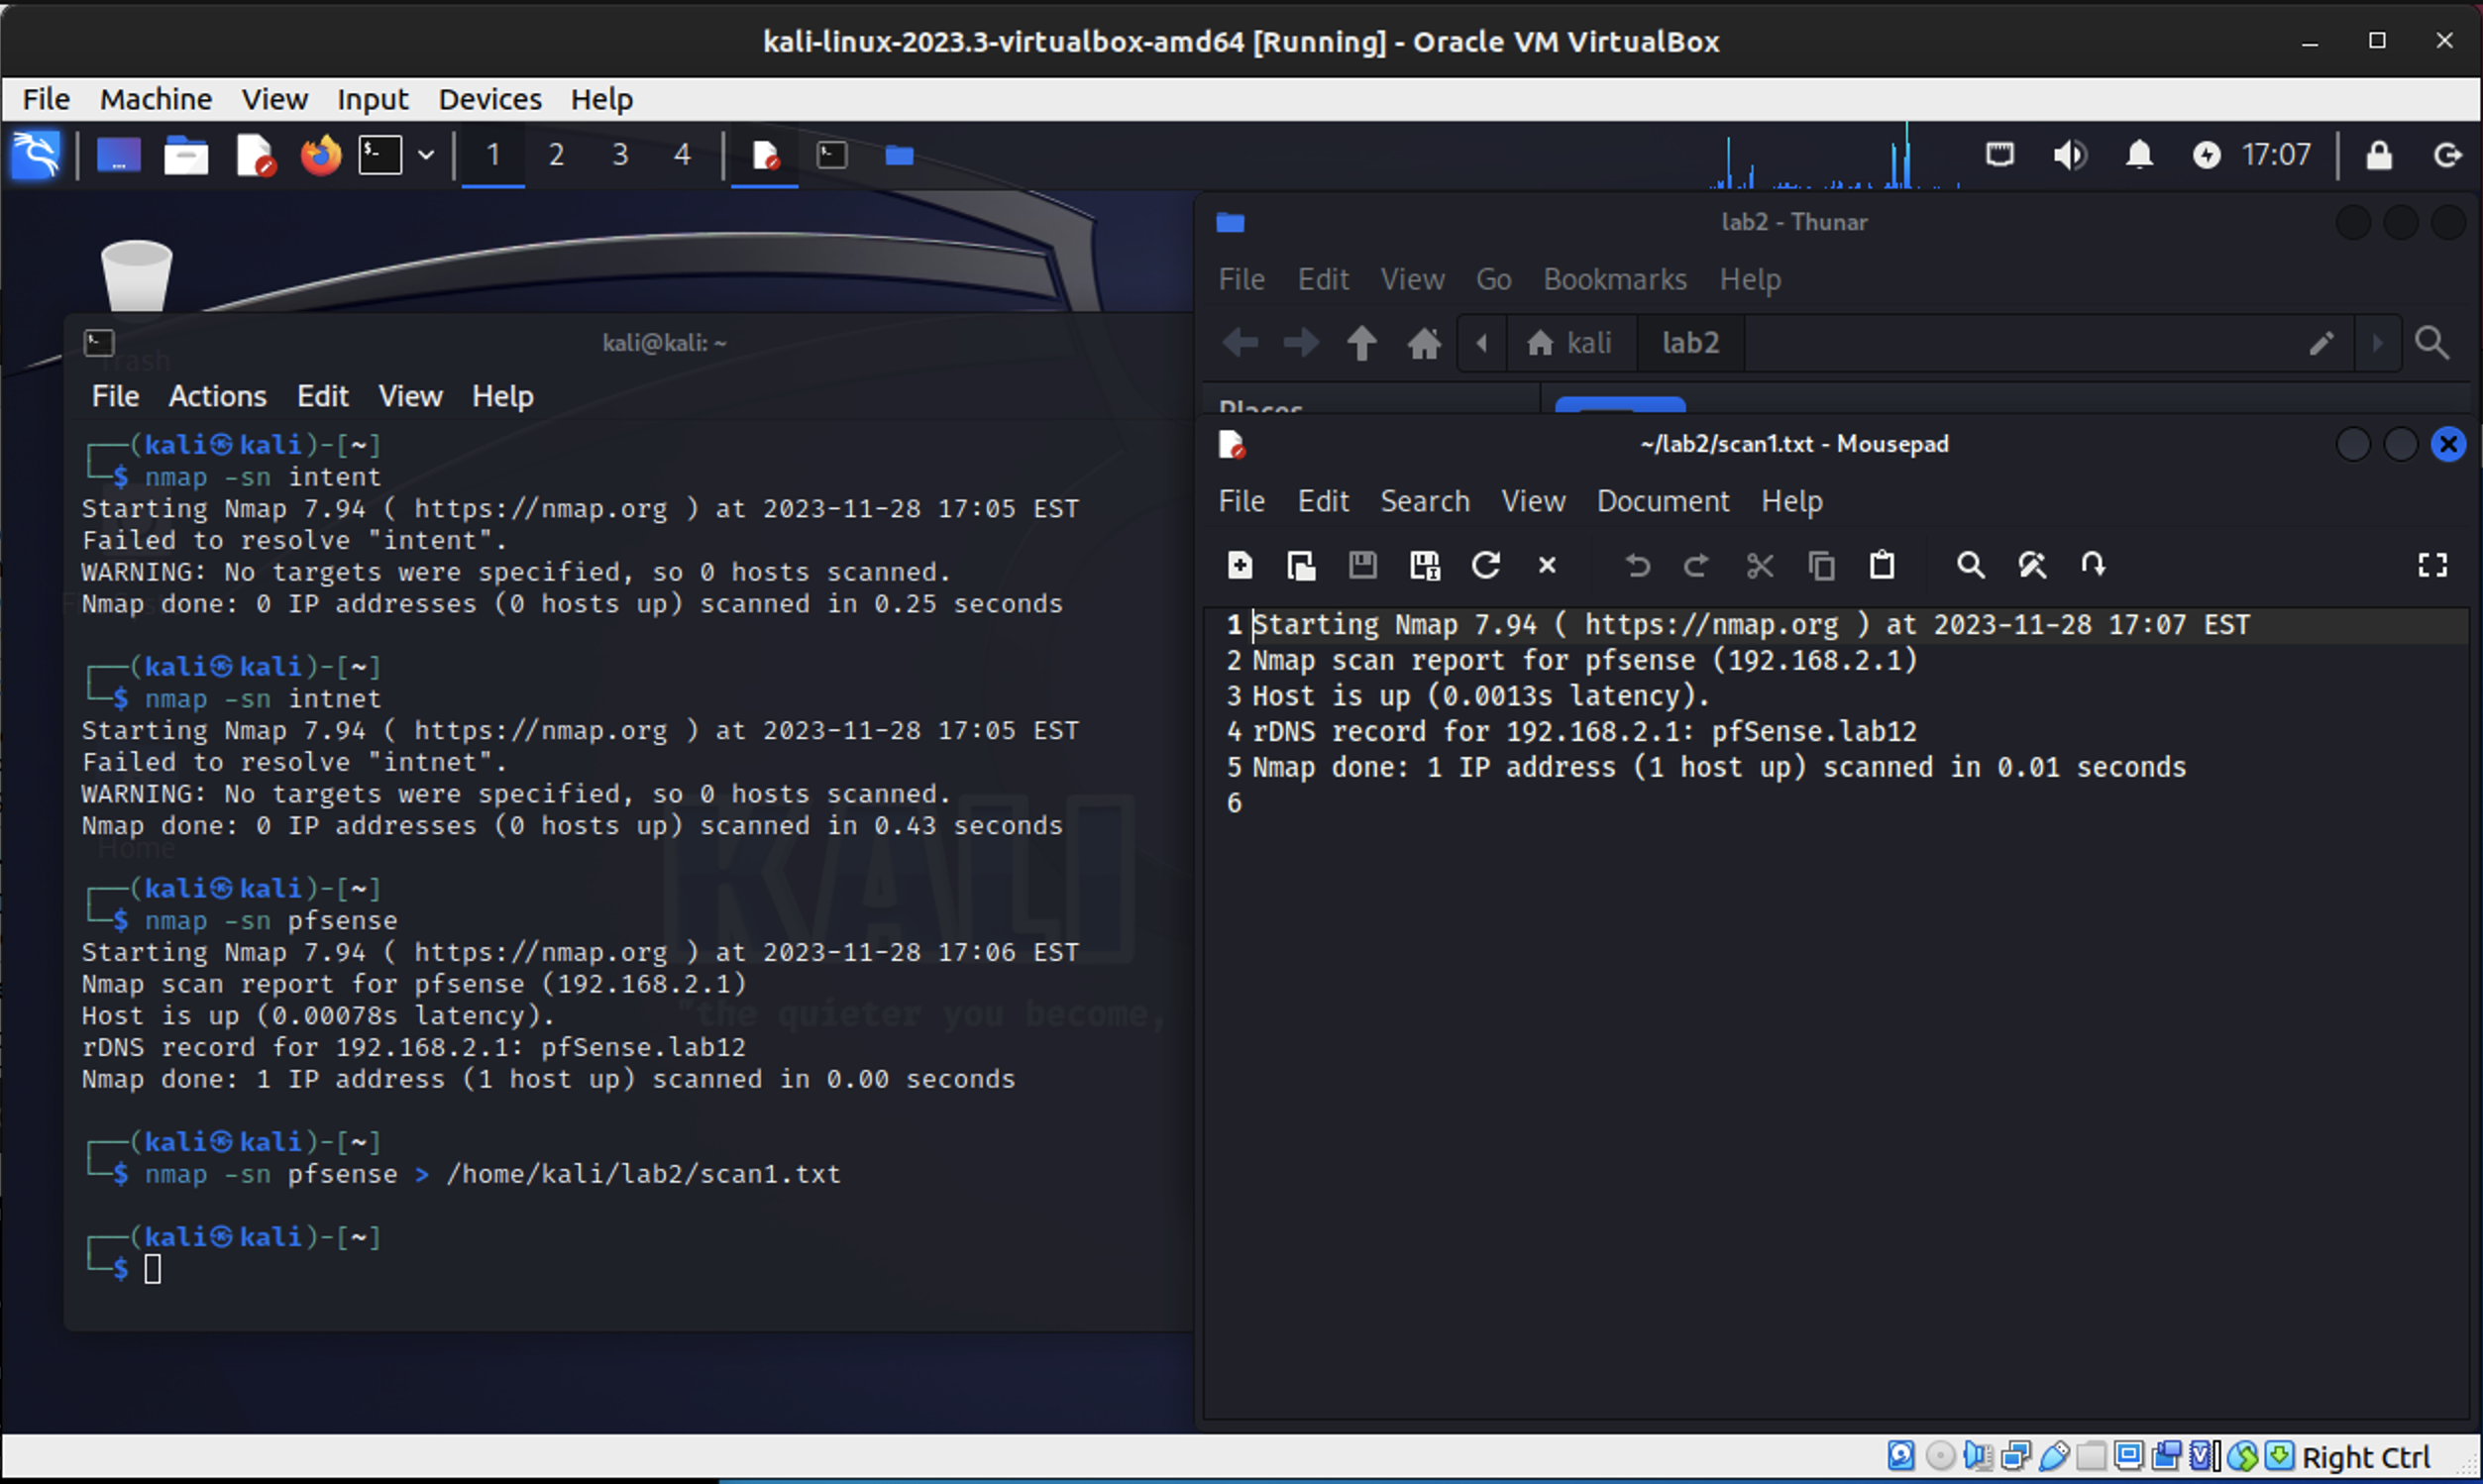 kali-linux-2023.3-virtualbox-amd64 [Running] - Oracle VM VirtualBox
File Machine View Input Devices Help
1 2 3 4 17:07
lab2 - Thunar
File Edit View Go Bookmarks Help
kali lab2
Places
Trash
kali@kali: ~
File Actions Edit View Help
┌──(kali㉿kali)-[~]
└─$ nmap -sn intent
Starting Nmap 7.94 ( https://nmap.org ) at 2023-11-28 17:05 EST
Failed to resolve "intent".
WARNING: No targets were specified, so 0 hosts scanned.
Nmap done: 0 IP addresses (0 hosts up) scanned in 0.25 seconds
┌──(kali㉿kali)-[~]
└─$ nmap -sn intnet
Starting Nmap 7.94 ( https://nmap.org ) at 2023-11-28 17:05 EST
Failed to resolve "intnet".
WARNING: No targets were specified, so 0 hosts scanned.
Nmap done: 0 IP addresses (0 hosts up) scanned in 0.43 seconds
Home
┌──(kali㉿kali)-[~]
└─$ nmap -sn pfsense
Starting Nmap 7.94 ( https://nmap.org ) at 2023-11-28 17:06 EST
Nmap scan report for pfsense (192.168.2.1)
Host is up (0.00078s latency).
rDNS record for 192.168.2.1: pfSense.lab12
Nmap done: 1 IP address (1 host up) scanned in 0.00 seconds
KALI
"the quieter you become,
┌──(kali㉿kali)-[~]
└─$ nmap -sn pfsense > /home/kali/lab2/scan1.txt
┌──(kali㉿kali)-[~]
└─$
~/lab2/scan1.txt - Mousepad
File Edit Search View Document Help
1 Starting Nmap 7.94 ( https://nmap.org ) at 2023-11-28 17:07 EST
2 Nmap scan report for pfsense (192.168.2.1)
3 Host is up (0.0013s latency).
4 rDNS record for 192.168.2.1: pfSense.lab12
5 Nmap done: 1 IP address (1 host up) scanned in 0.01 seconds
6
Right Ctrl